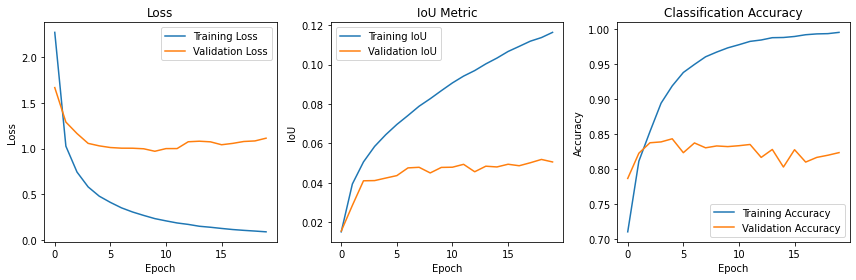 Loss
Training Loss
Validation Loss
2.0
1.5
1.0
0.5
0.0
Loss
0
5
10
15
Epoch
IoU Metric
Training IoU
Validation IoU
0.12
0.10
0.08
0.06
0.04
0.02
IoU
0
5
10
15
Epoch
Classification Accuracy
1.00
0.95
0.90
0.85
0.80
0.75
0.70
Accuracy
Training Accuracy
Validation Accuracy
0
5
10
15
Epoch